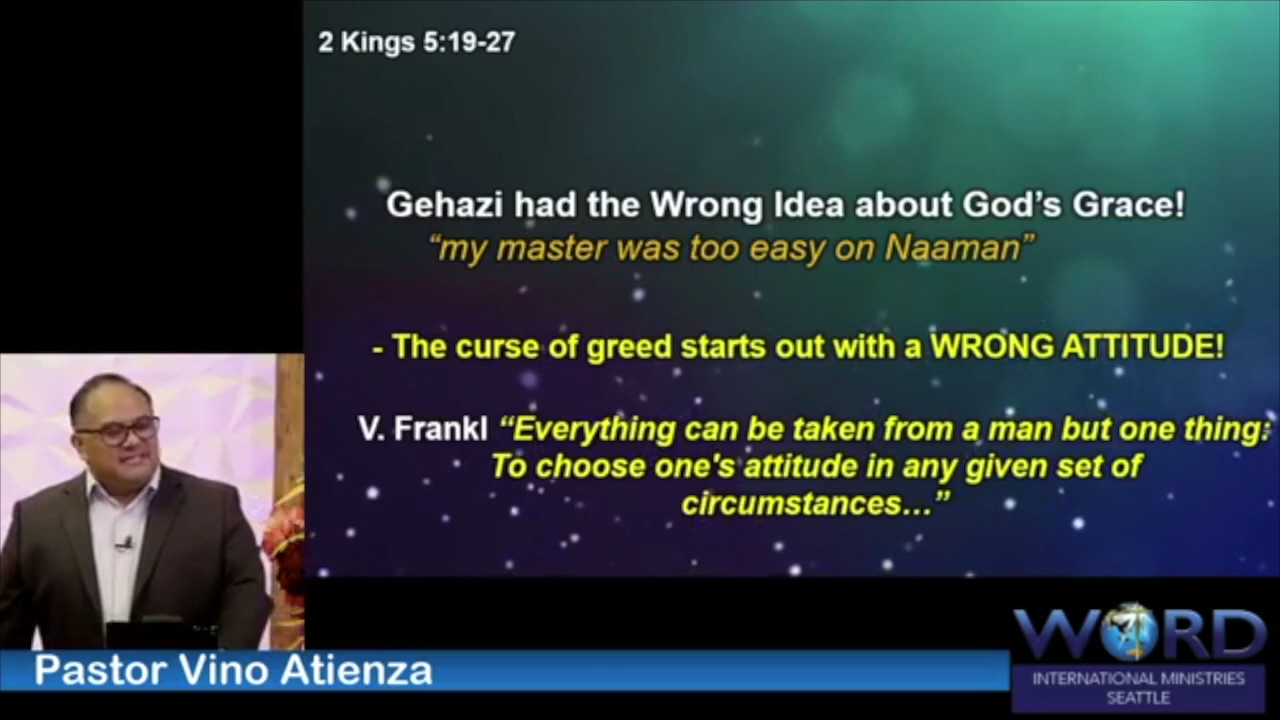 2 Kings 5:19-27
Gehazi had the Wrong Idea about God’s Grace!
“my master was too easy on Naaman”
- The curse of greed starts out with a WRONG ATTITUDE!
V. Frankl “Everything can be taken from a man but one thing:
To choose one's attitude in any given set of
circumstances…”
Pastor Vino Atienza
WORD
INTERNATIONAL MINISTRIES
SEATTLE